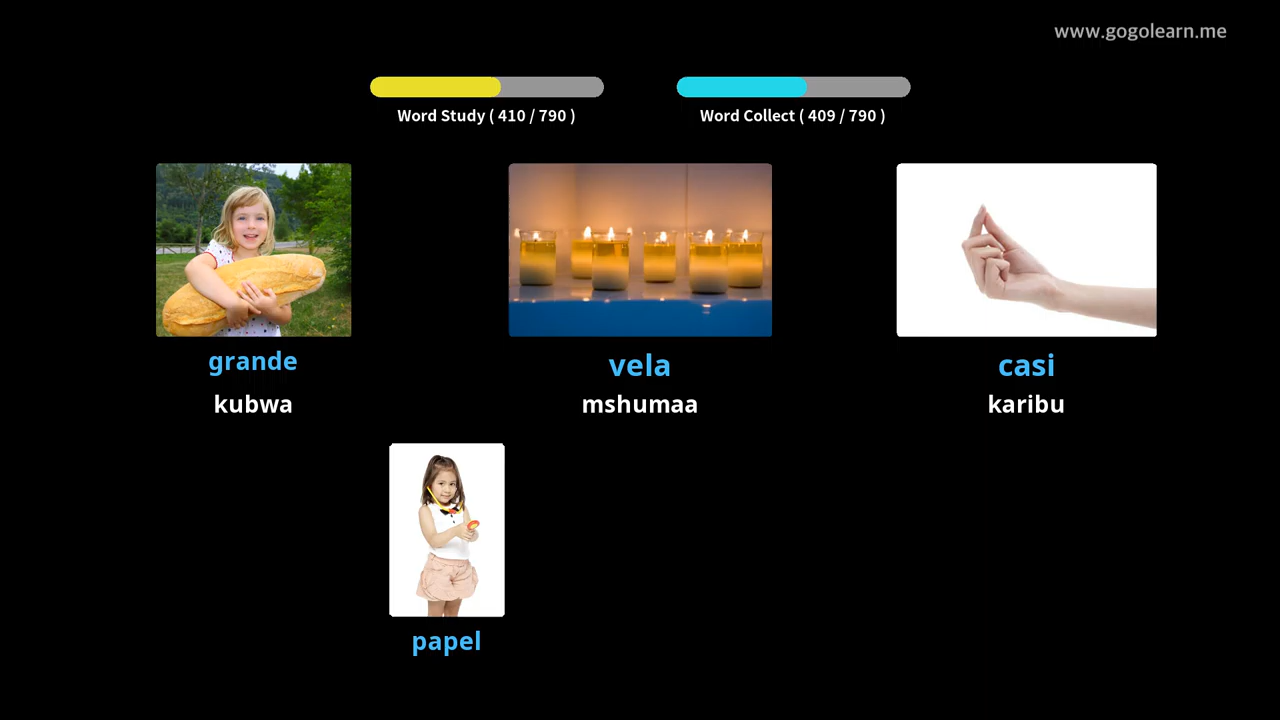 www.gogolearn.me
Word Study ( 410 / 790 )
Word Collect ( 409 / 790 )
grande
kubwa
vela
mshumaa
casi
karibu
papel